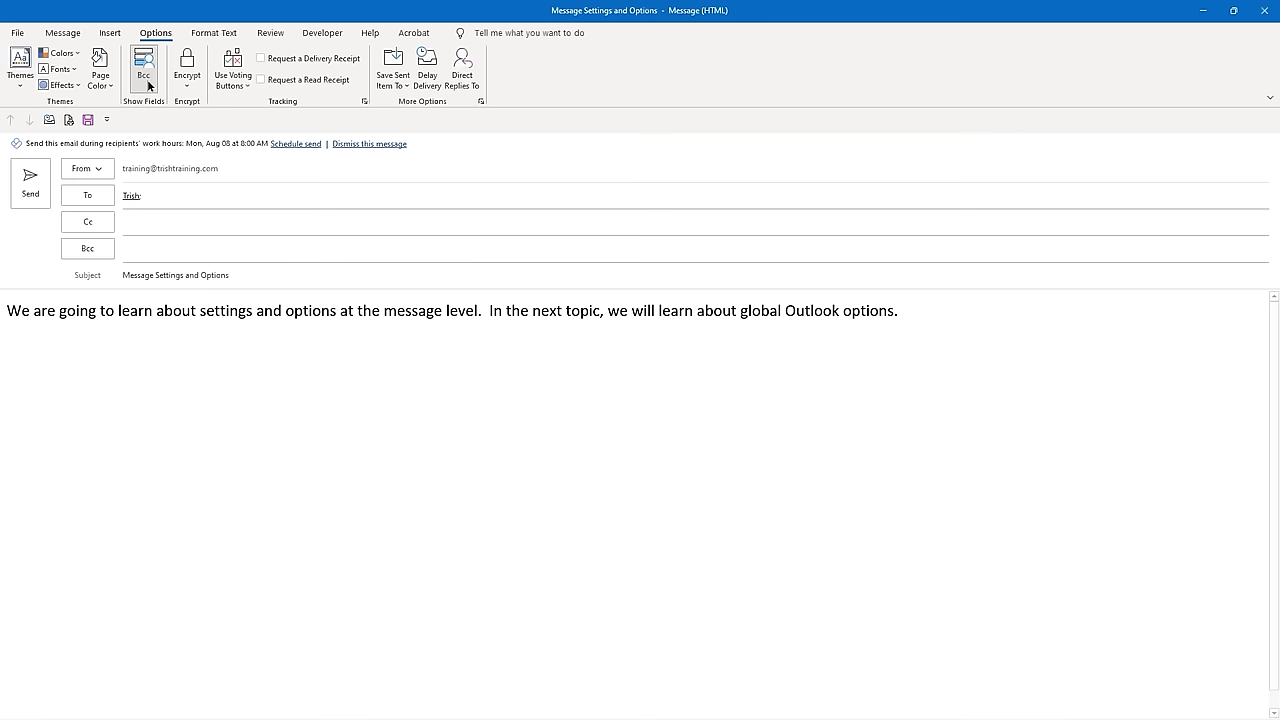 Message Settings and Options - Message (HTML)
File Message Insert Options Format Text Review Developer Help Acrobat Tell me what you want to do
Themes
Colors
Fonts
Effects
Page Color
Themes
Bcc
Show Fields
Encrypt
Encrypt
Use Voting Buttons
Request a Delivery Receipt
Request a Read Receipt
Tracking
Save Sent Item To
Delay Delivery
Direct Replies To
More Options
Send this email during recipients' work hours: Mon, Aug 08 at 8:00 AM Schedule send | Dismiss this message
Send
From training@trishtraining.com
To Trish;
Cc
Bcc
Subject Message Settings and Options
We are going to learn about settings and options at the message level.  In the next topic, we will learn about global Outlook options.